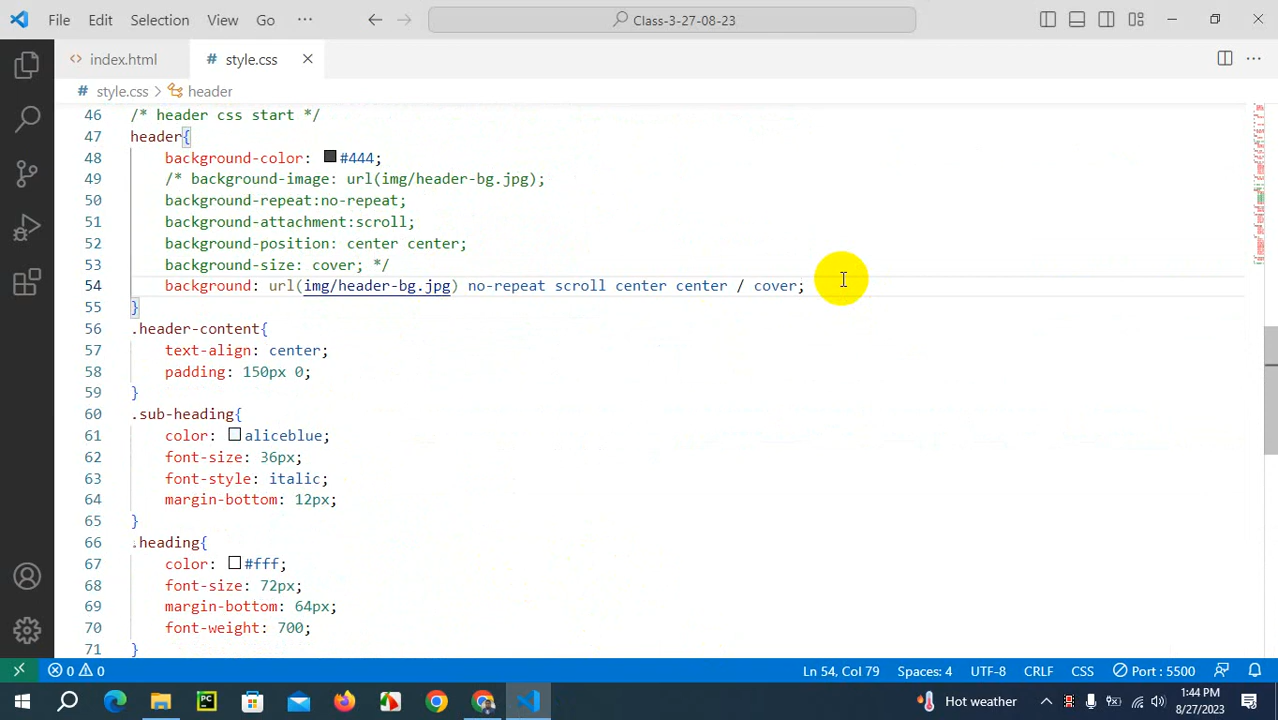 File Edit Selection View Go ··· Class-3-27-08-23
<> index.html # style.css ×
# style.css > header
46 /* header css start */
47 header{
48 background-color: #444;
49 /* background-image: url(img/header-bg.jpg);
50 background-repeat:no-repeat;
51 background-attachment:scroll;
52 background-position: center center;
53 background-size: cover; */
54 background: url(img/header-bg.jpg) no-repeat scroll center center / cover;
55 }
56 .header-content{
57 text-align: center;
58 padding: 150px 0;
59 }
60 .sub-heading{
61 color: aliceblue;
62 font-size: 36px;
63 font-style: italic;
64 margin-bottom: 12px;
65 }
66 .heading{
67 color: #fff;
68 font-size: 72px;
69 margin-bottom: 64px;
70 font-weight: 700;
71 }
0 0 Ln 54, Col 79 Spaces: 4 UTF-8 CRLF CSS Port : 5500
PC Hot weather 1:44 PM
8/27/2023